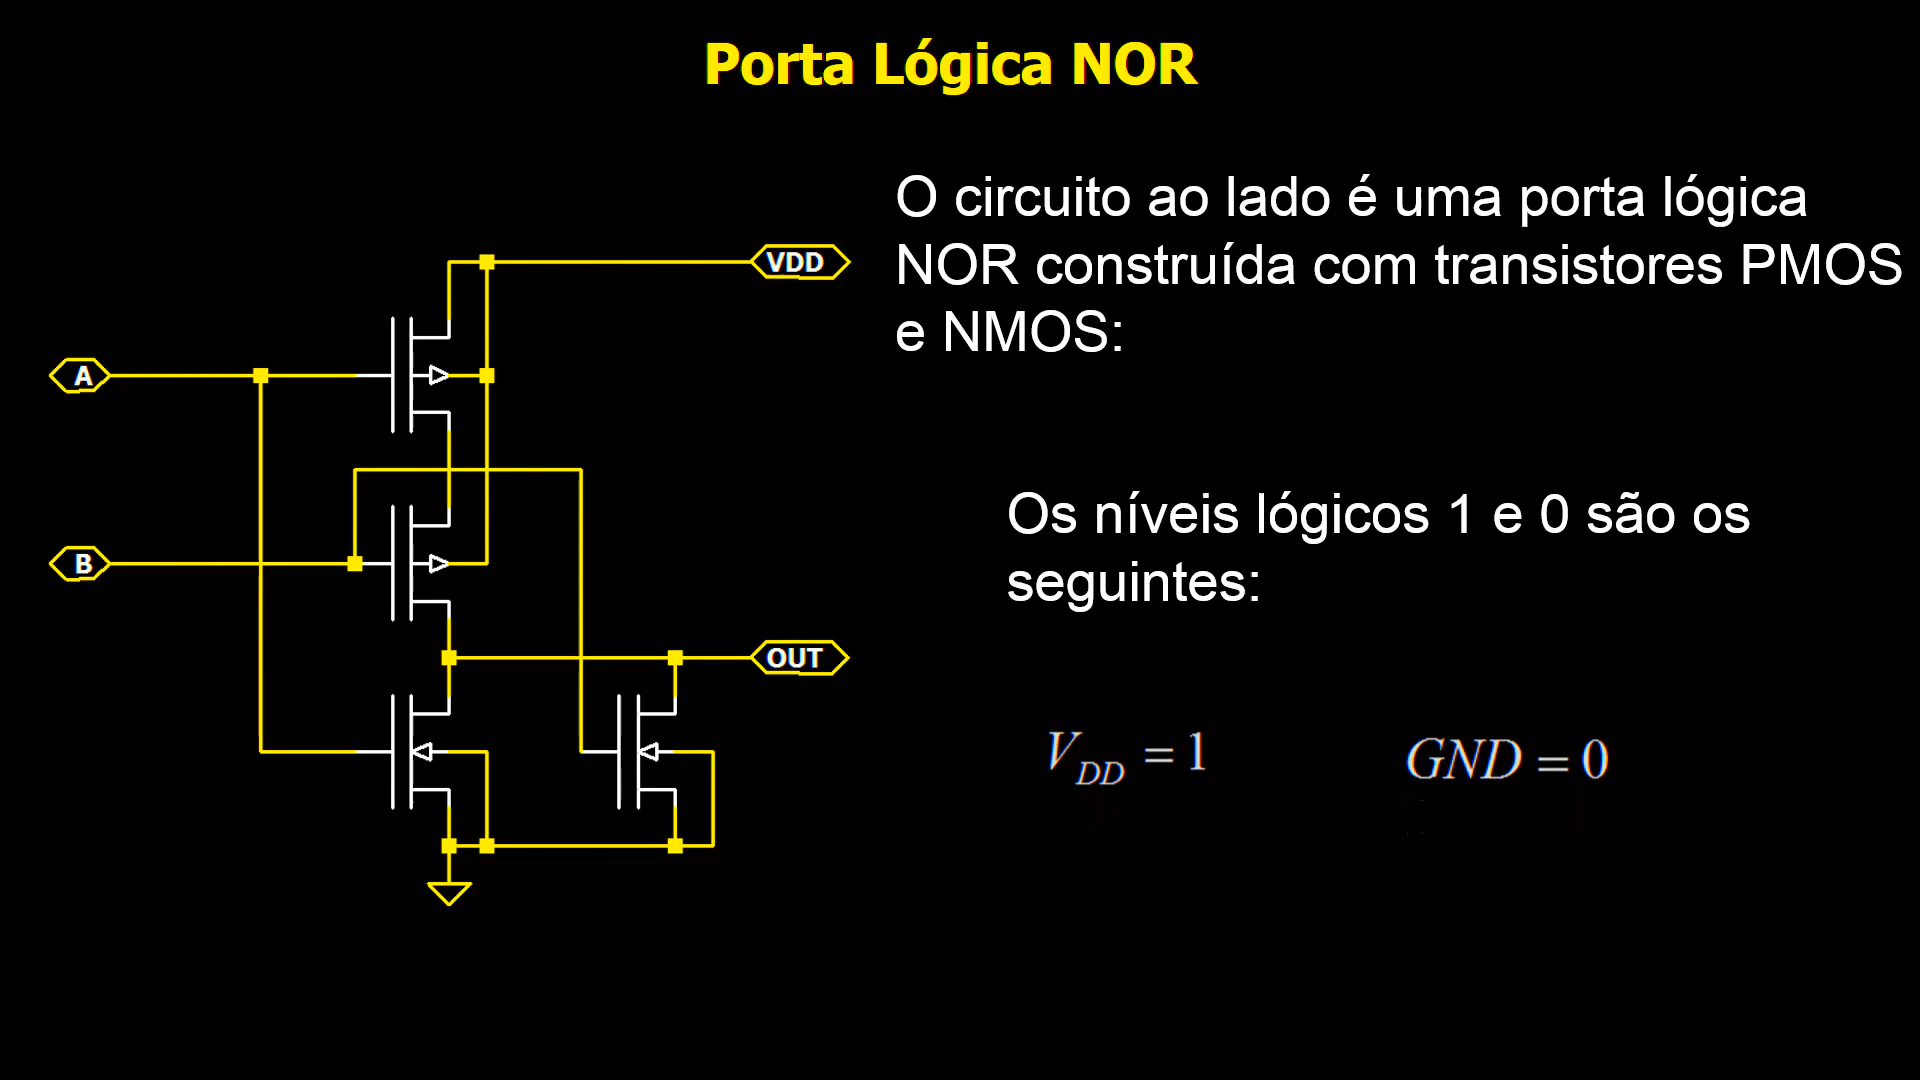 Porta Lógica NOR
O circuito ao lado é uma porta lógica
NOR construída com transistores PMOS
e NMOS:
VDD
A
B
OUT
Os níveis lógicos 1 e 0 são os
seguintes:
V_DD = 1
GND = 0